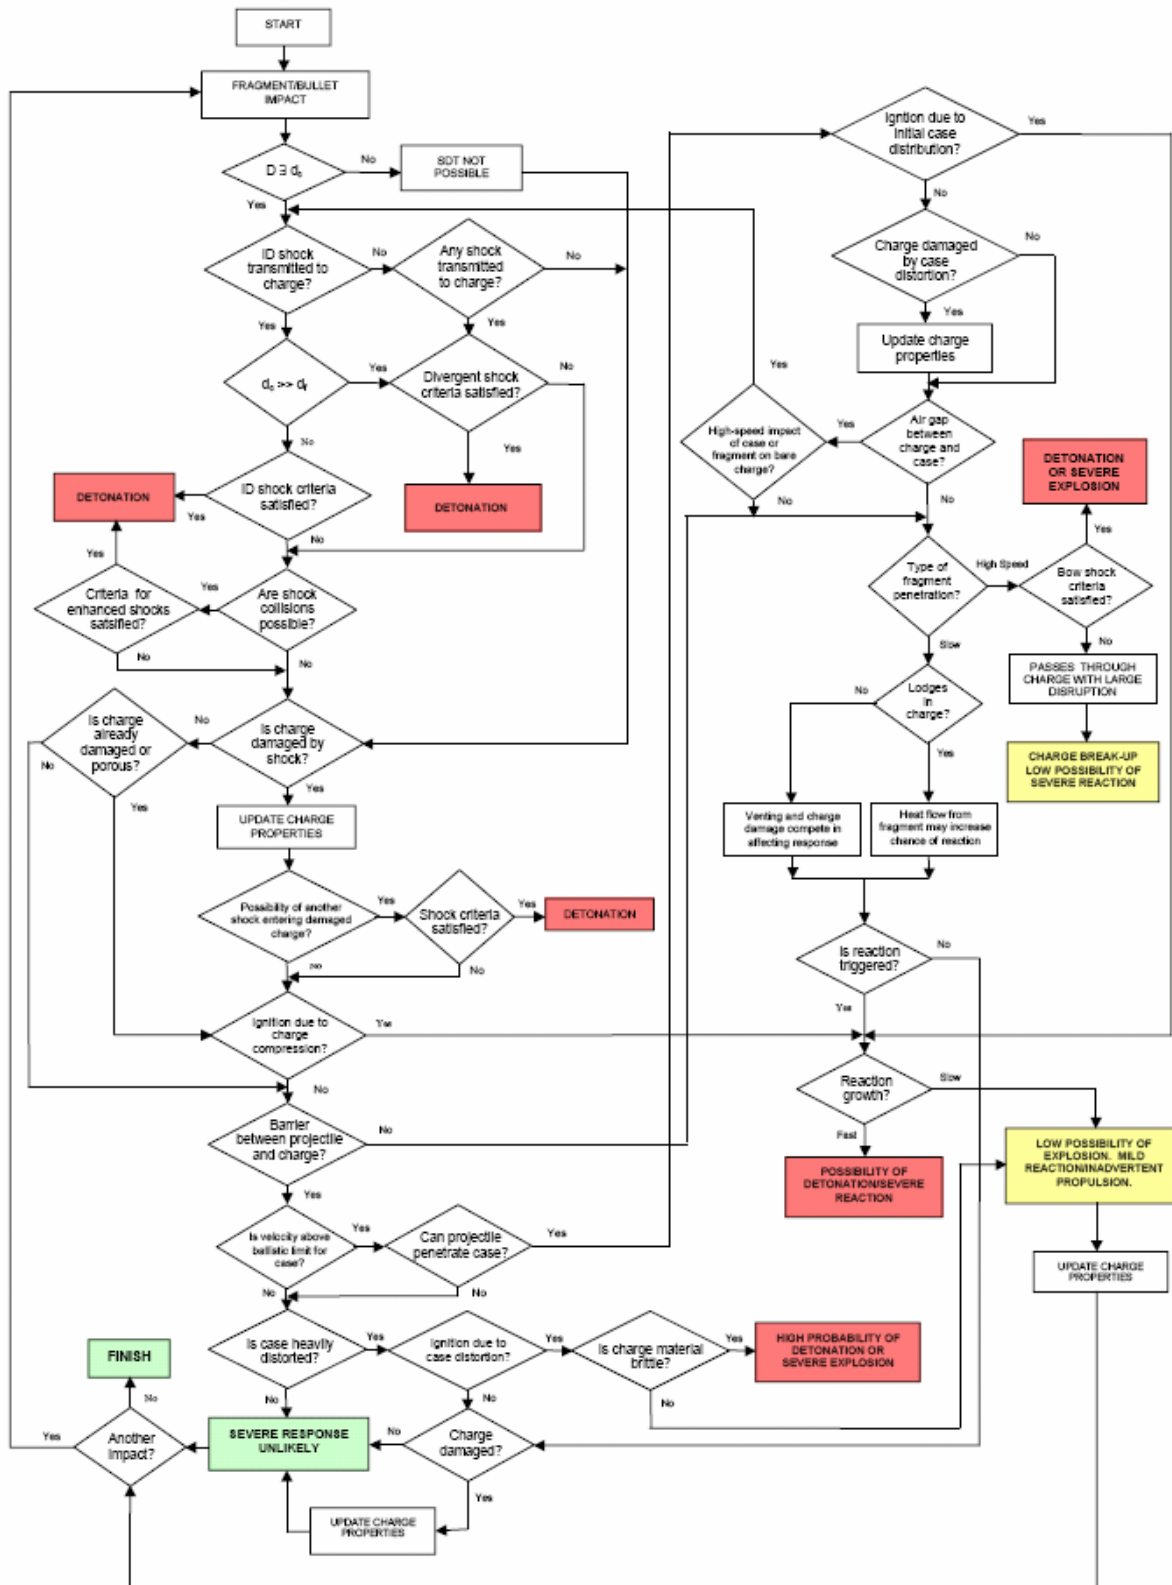 START
FRAGMENT/BULLET
IMPACT
D ∃ dc
No
SDT NOT
POSSIBLE
Yes
ID shock
transmitted to
charge?
No
Any shock
transmitted
to charge?
No
Yes
Yes
dc >> df
Yes
Divergent shock
criteria satisfied?
No
No
Yes
DETONATION
ID shock criteria
satisfied?
Yes
DETONATION
No
Yes
Criteria for
enhanced shocks
satsified?
Yes
Are shock
collisions
possible?
No
No
Is charge
already
damaged or
porous?
No
Is charge
damaged by
shock?
No
Yes
Yes
UPDATE CHARGE
PROPERTIES
Possibility of another
shock entering damaged
charge?
Yes
Shock criteria
satisfied?
Yes
DETONATION
No
No
Ignition due to
charge
compression?
Yes
No
Barrier
between projectile
and charge?
No
Yes
Is velocity above
ballistic limit for
case?
Yes
Can projectile
penetrate case?
Yes
No
No
Is case heavily
distorted?
Yes
Ignition due to
case distortion?
Yes
Is charge material
brittle?
Yes
HIGH PROBABILITY OF
DETONATION OR
SEVERE EXPLOSION
No
No
No
FINISH
No
Yes
Another
Impact?
SEVERE RESPONSE
UNLIKELY
No
Charge
damaged?
Yes
UPDATE CHARGE
PROPERTIES
Igntion due to
initial case
distribution?
Yes
No
Charge damaged
by case
distortion?
No
Yes
Update charge
properties
Yes
High-speed impact
of case or
fragment on bare
charge?
Yes
Air gap
between
charge and
case?
No
No
DETONATION
OR SEVERE
EXPLOSION
Yes
Type of
fragment
penetration?
High Speed
Bow shock
criteria
satisfied?
Slow
No
PASSES THROUGH
CHARGE WITH LARGE
DISRUPTION
No
Lodges
in
charge?
Yes
CHARGE BREAK-UP
LOW POSSIBILITY OF
SEVERE REACTION
Venting and charge
damage compete in
affecting response
Heat flow from
fragment may increase
chance of reaction
Is reaction
triggered?
No
Yes
Reaction
growth?
Slow
Fast
POSSIBILITY OF
DETONATION/SEVERE
REACTION
LOW POSSIBILITY OF
EXPLOSION. MILD
REACTION/INADVERTENT
PROPULSION.
UPDATE CHARGE
PROPERTIES